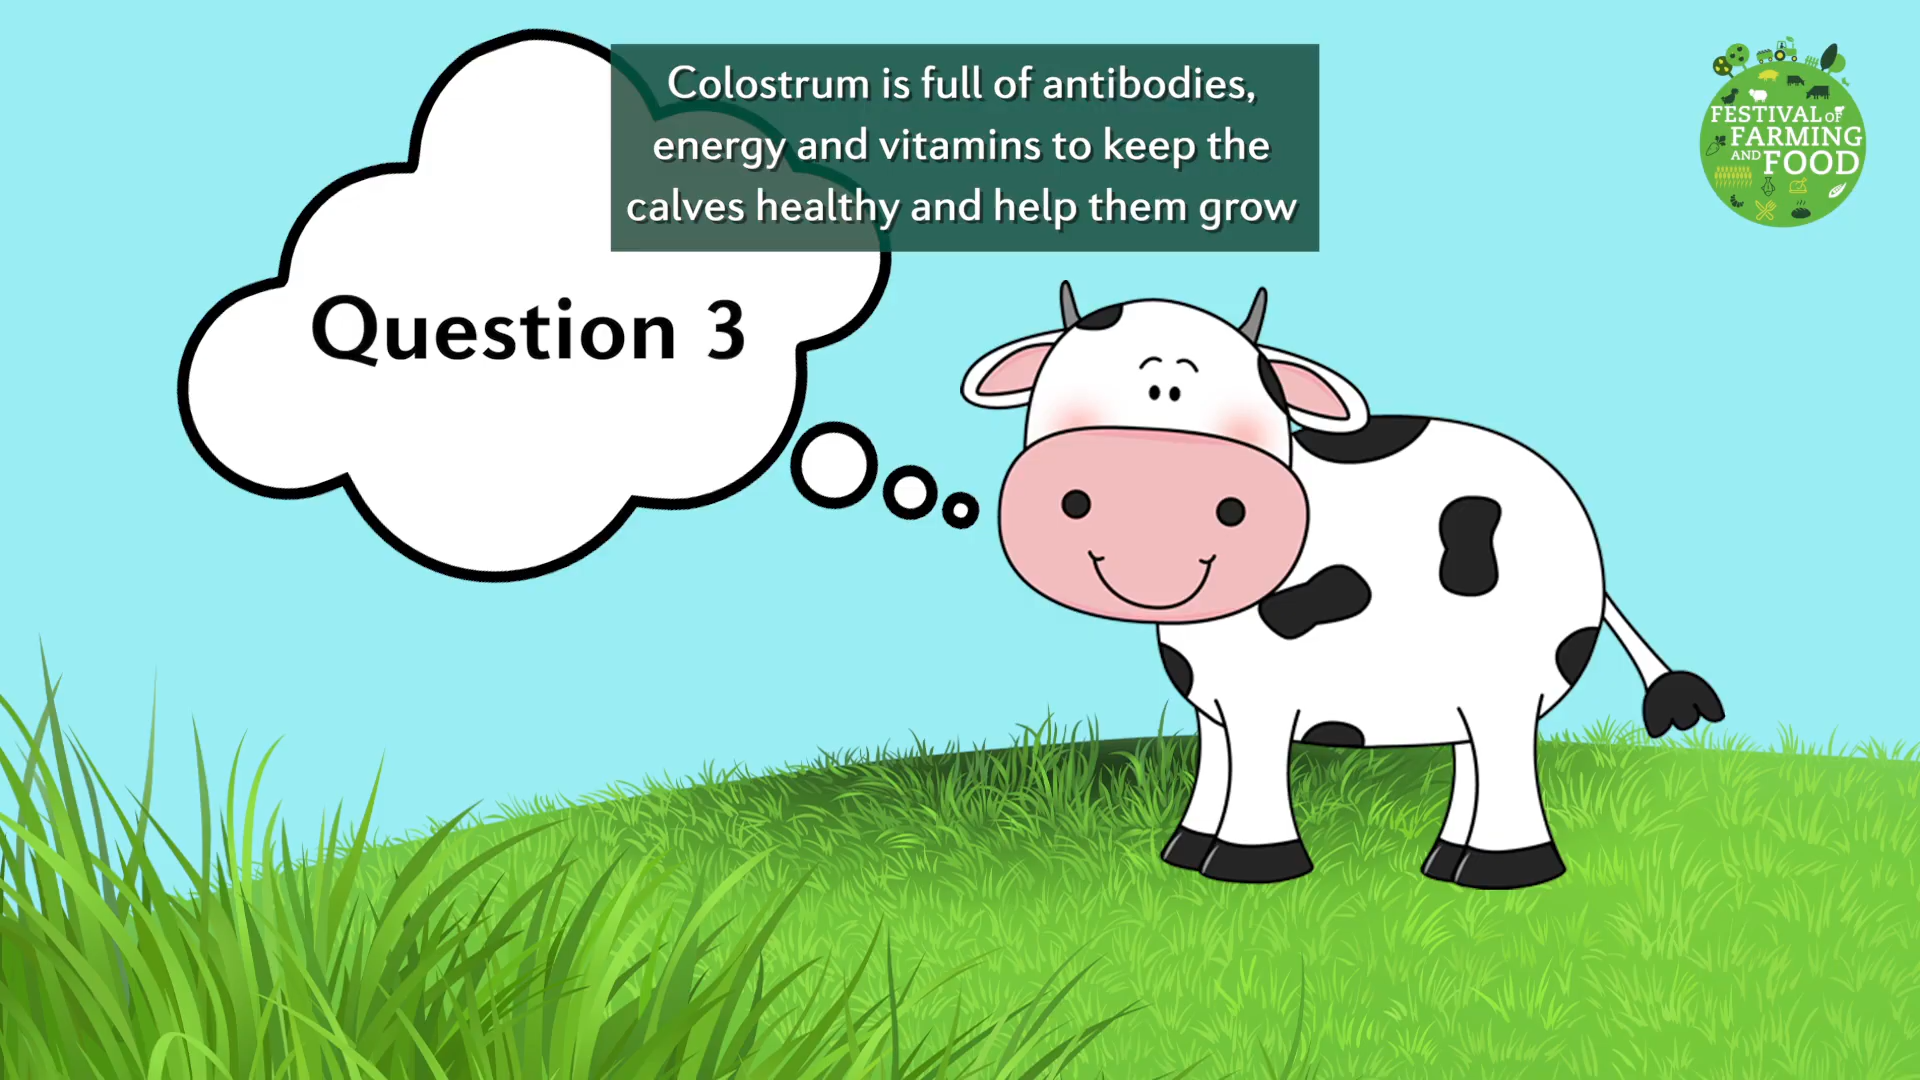 Colostrum is full of antibodies,
energy and vitamins to keep the
calves healthy and help them grow
Question 3
FESTIVAL OF
FARMING
AND FOOD